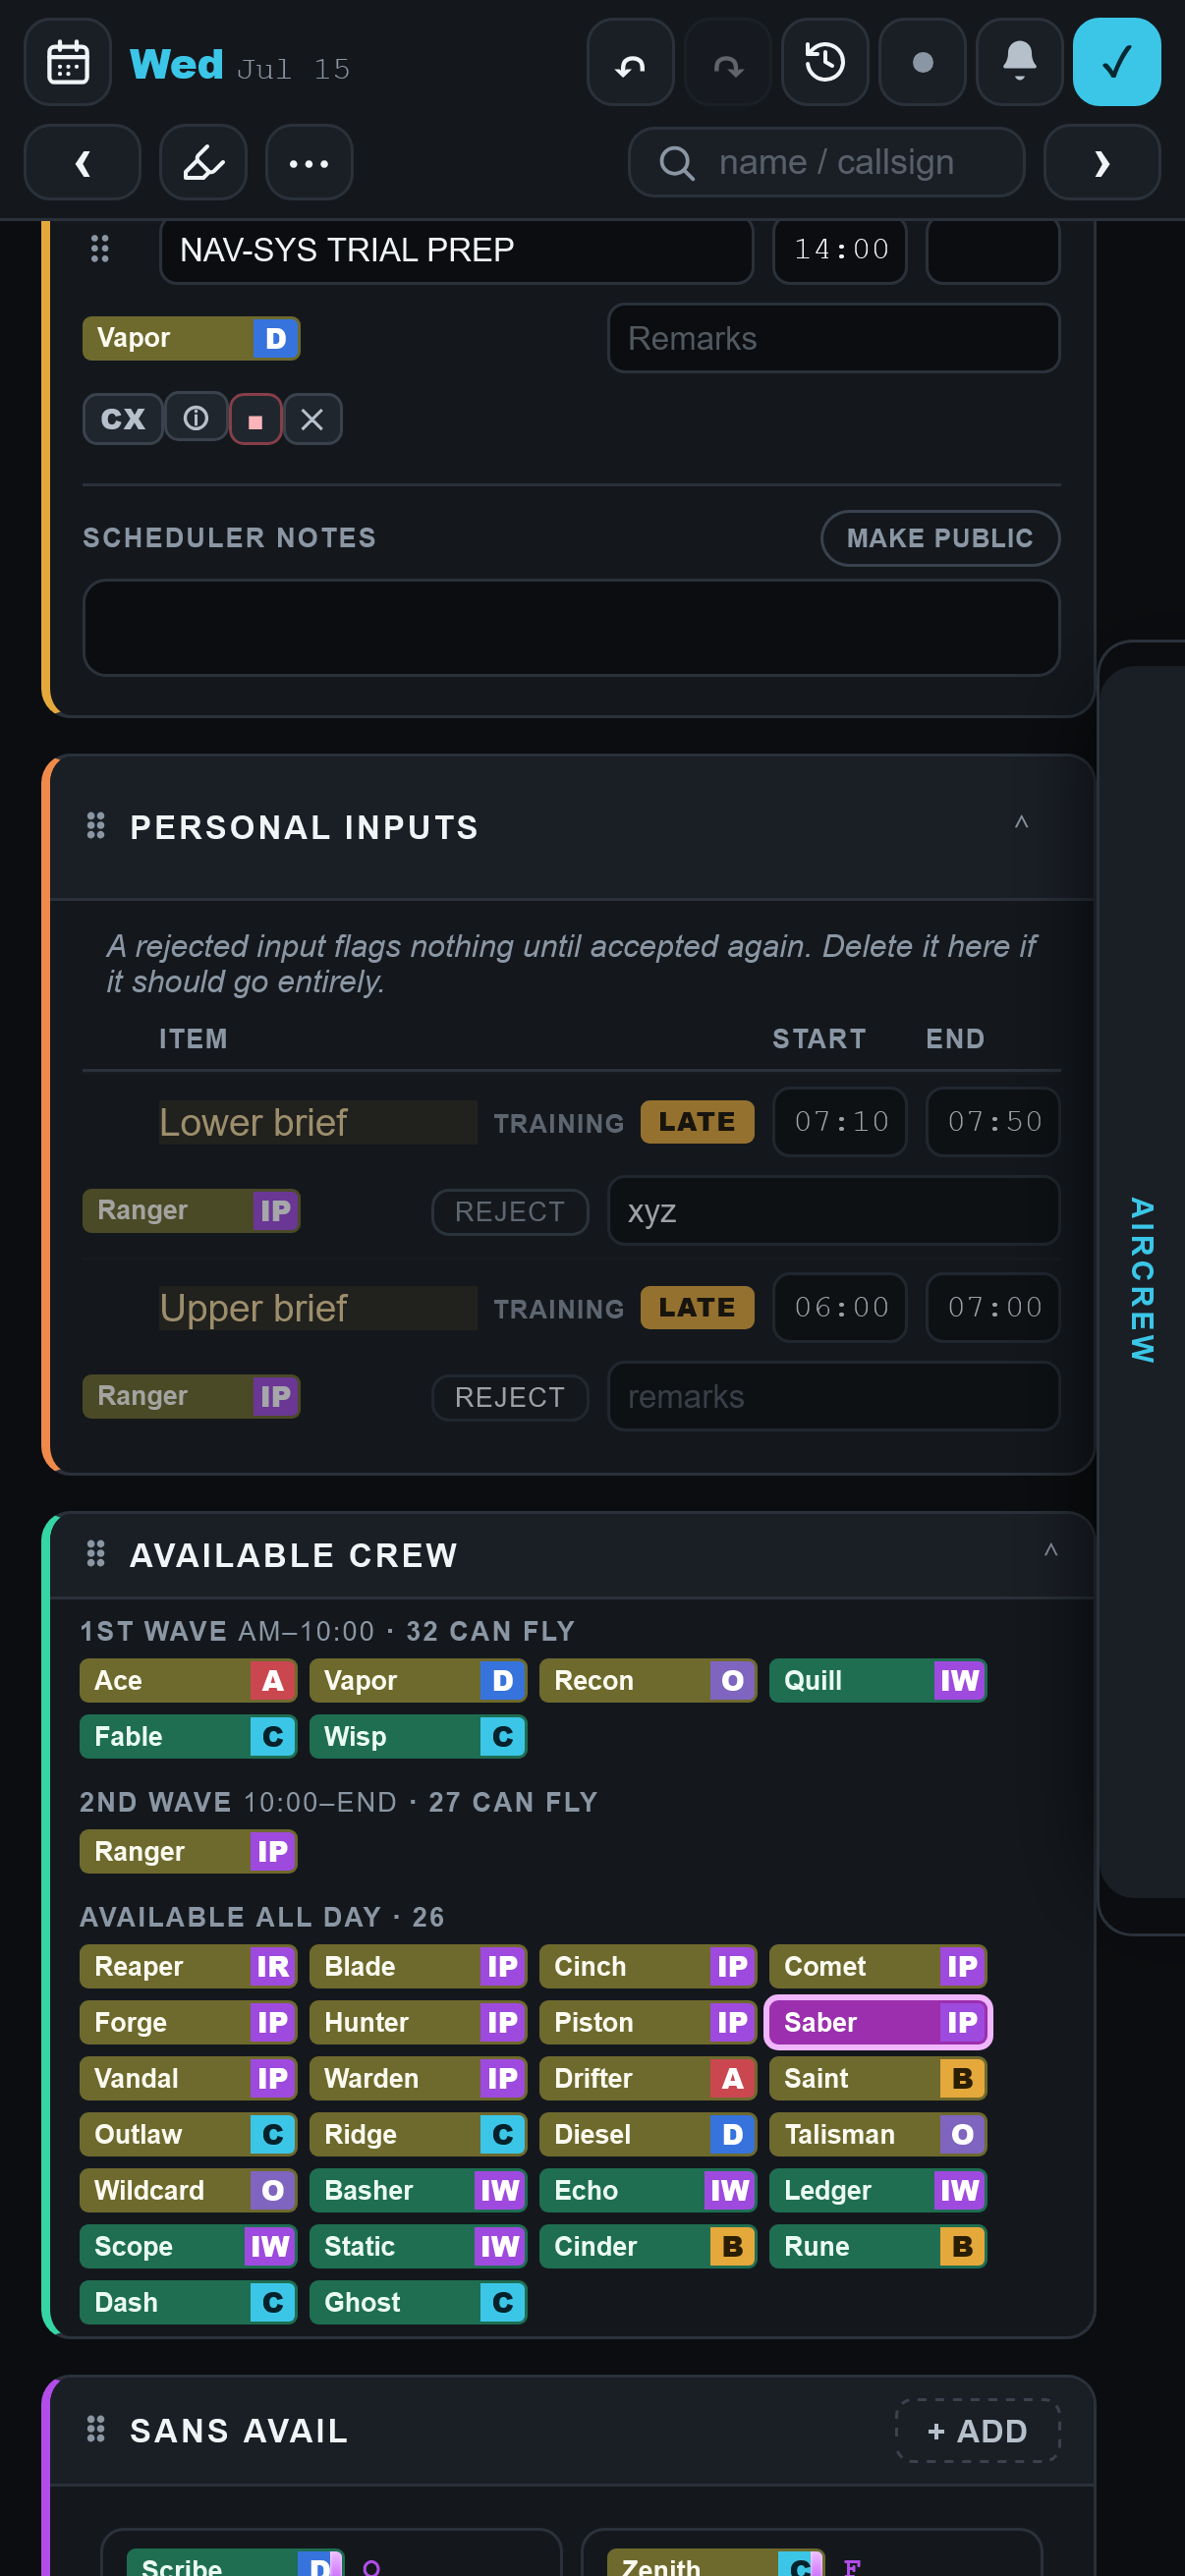 Wed Jul 15
name / callsign
NAV-SYS TRIAL PREP 14:00
Vapor D Remarks
CX
SCHEDULER NOTES MAKE PUBLIC
PERSONAL INPUTS
A rejected input flags nothing until accepted again. Delete it here if
it should go entirely.
ITEM START END
Lower brief TRAINING LATE 07:10 07:50
Ranger IP REJECT xyz
Upper brief TRAINING LATE 06:00 07:00
Ranger IP REJECT remarks
AIRCREW
AVAILABLE CREW
1ST WAVE AM–10:00 · 32 CAN FLY
Ace A Vapor D Recon O Quill IW
Fable C Wisp C
2ND WAVE 10:00–END · 27 CAN FLY
Ranger IP
AVAILABLE ALL DAY · 26
Reaper IR Blade IP Cinch IP Comet IP
Forge IP Hunter IP Piston IP Saber IP
Vandal IP Warden IP Drifter A Saint B
Outlaw C Ridge C Diesel D Talisman O
Wildcard O Basher IW Echo IW Ledger IW
Scope IW Static IW Cinder B Rune B
Dash C Ghost C
SANS AVAIL + ADD
Scribe D Zenith C